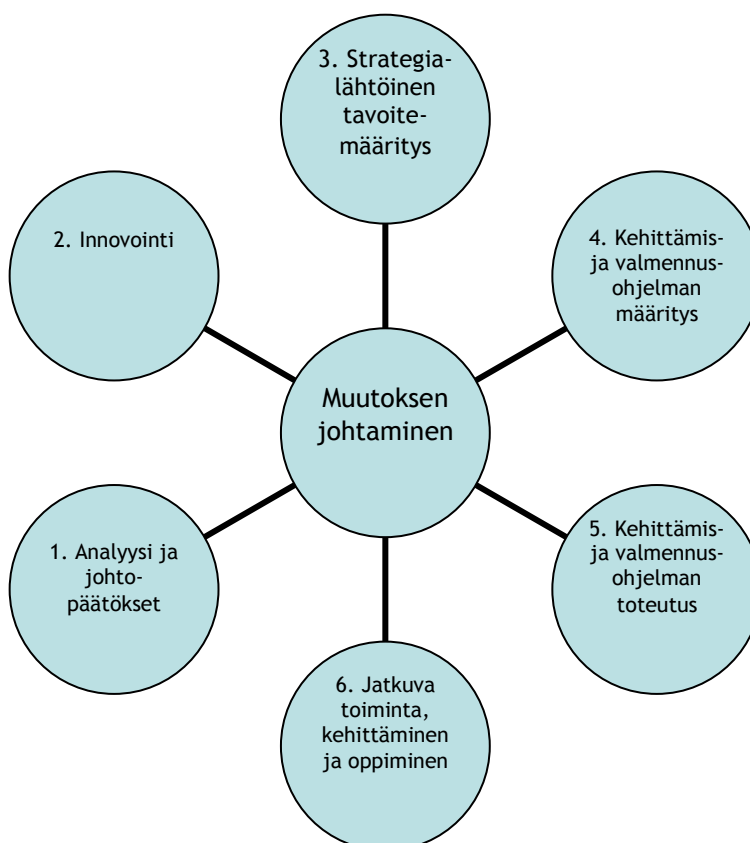 3. Strategia-
lähtöinen
tavoite-
määritys
2. Innovointi
4. Kehittämis-
ja valmennus-
ohjelman
määritys
Muutoksen
johtaminen
1. Analyysi ja
johto-
päätökset
5. Kehittämis-
ja valmennus-
ohjelman
toteutus
6. Jatkuva
toiminta,
kehittäminen
ja oppiminen